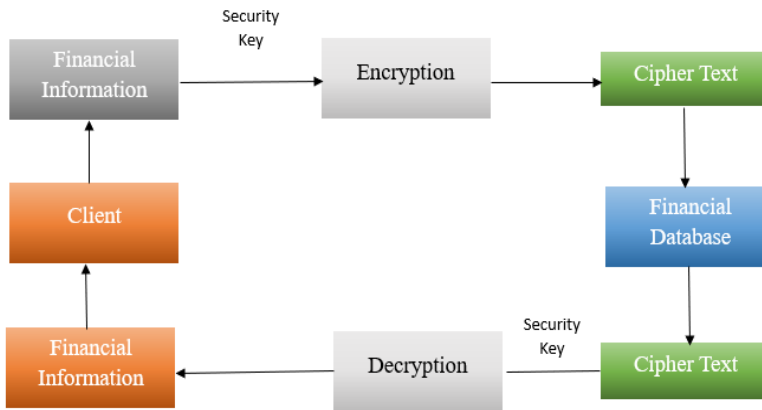 Security
Key
Financial
Information
Encryption
Cipher Text
Client
Financial
Database
Financial
Information
Decryption
Security
Key
Cipher Text